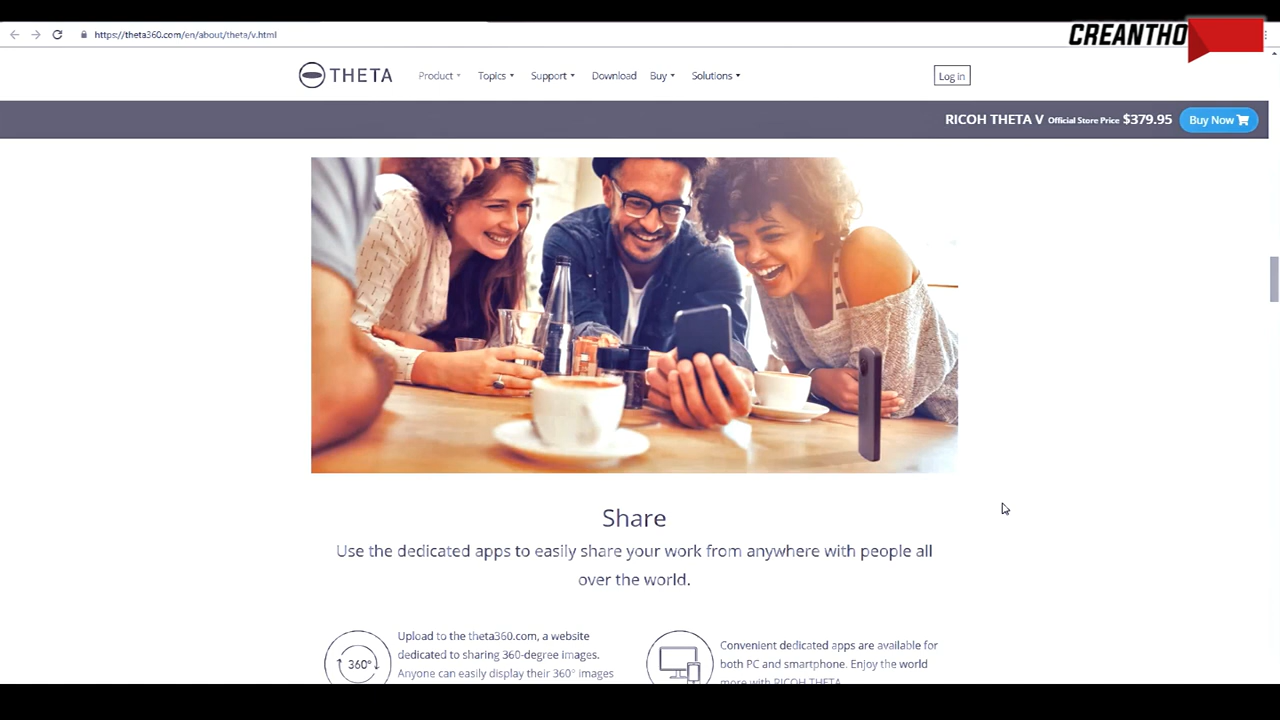 https://theta360.com/en/about/theta/v.html
CREANTHO
THETA Product Topics Support Download Buy Solutions Log in
RICOH THETA V Official Store Price $379.95 Buy Now
Share
Use the dedicated apps to easily share your work from anywhere with people all
over the world.
360°
Upload to the theta360.com, a website
dedicated to sharing 360-degree images.
Anyone can easily display their 360° images
Convenient dedicated apps are available for
both PC and smartphone. Enjoy the world
more with RICOH THETA.